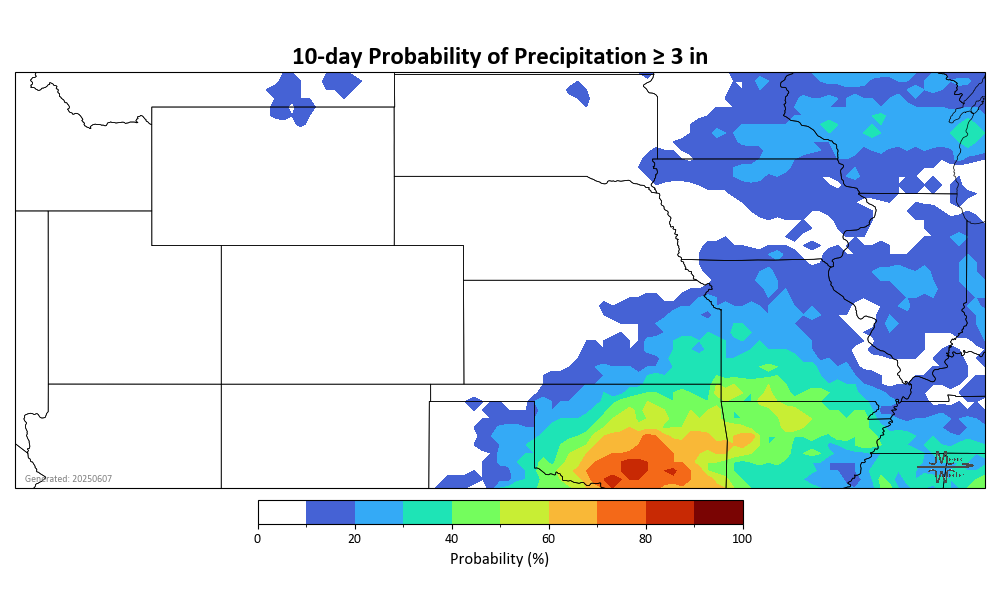 10-day Probability of Precipitation ≥ 3 in
Generated: 20250607
0 20 40 60 80 100
Probability (%)